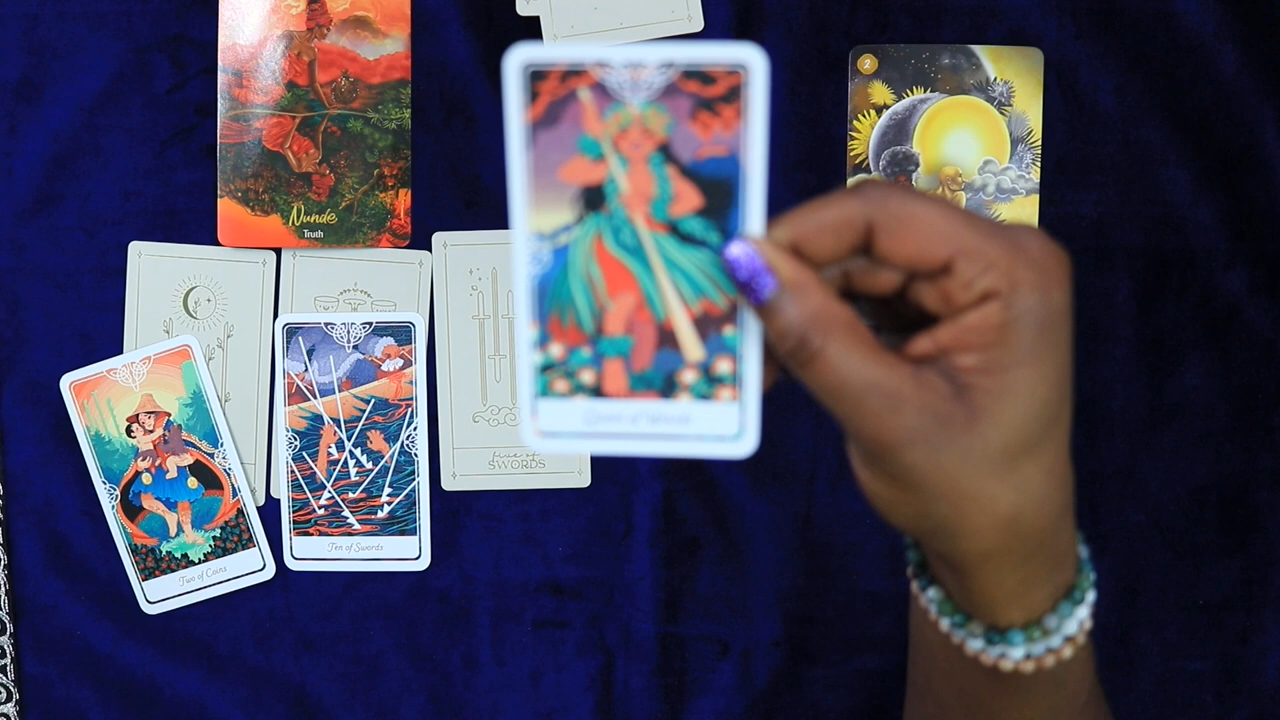 2
Nunde
Truth
five of
SWORDS
Two of Coins
Ten of Swords